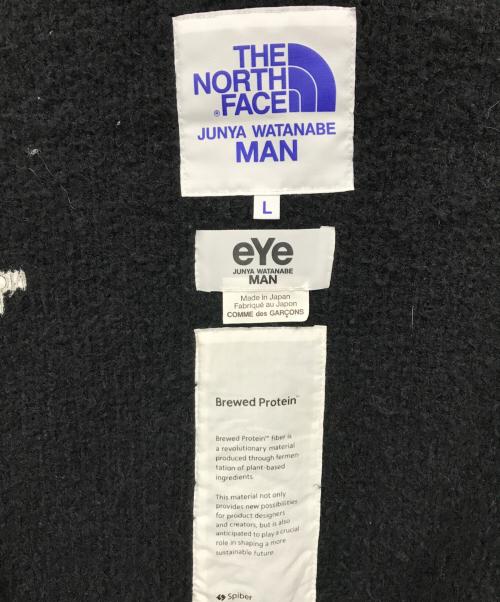 THE
NORTH
FACE
®
JUNYA WATANABE
MAN
L
eYe
JUNYA WATANABE
MAN
Made in Japan
Fabriqué au Japon
COMME des GARÇONS
Brewed Protein™
Brewed Protein™ fiber is
a revolutionary material
produced through fermen
tation of plant-based
ingredients.
This material not only
provides new possibilities
for product designers
and creators, but is also
anticipated to play a crucial
role in shaping a more
sustainable future.
Spiber